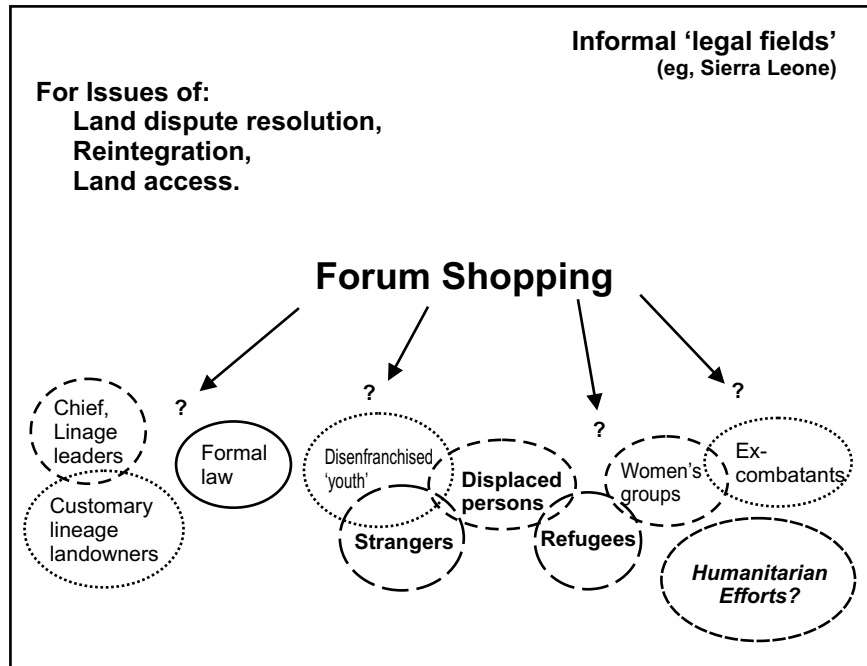 Informal ‘legal fields’
(eg, Sierra Leone)
For Issues of:
Land dispute resolution,
Reintegration,
Land access.
Forum Shopping
?
?
?
?
Chief,
Linage
leaders
Customary
lineage
landowners
Formal
law
Disenfranchised
‘youth’
Strangers
Displaced
persons
Refugees
Women’s
groups
Ex-
combatants
Humanitarian
Efforts?